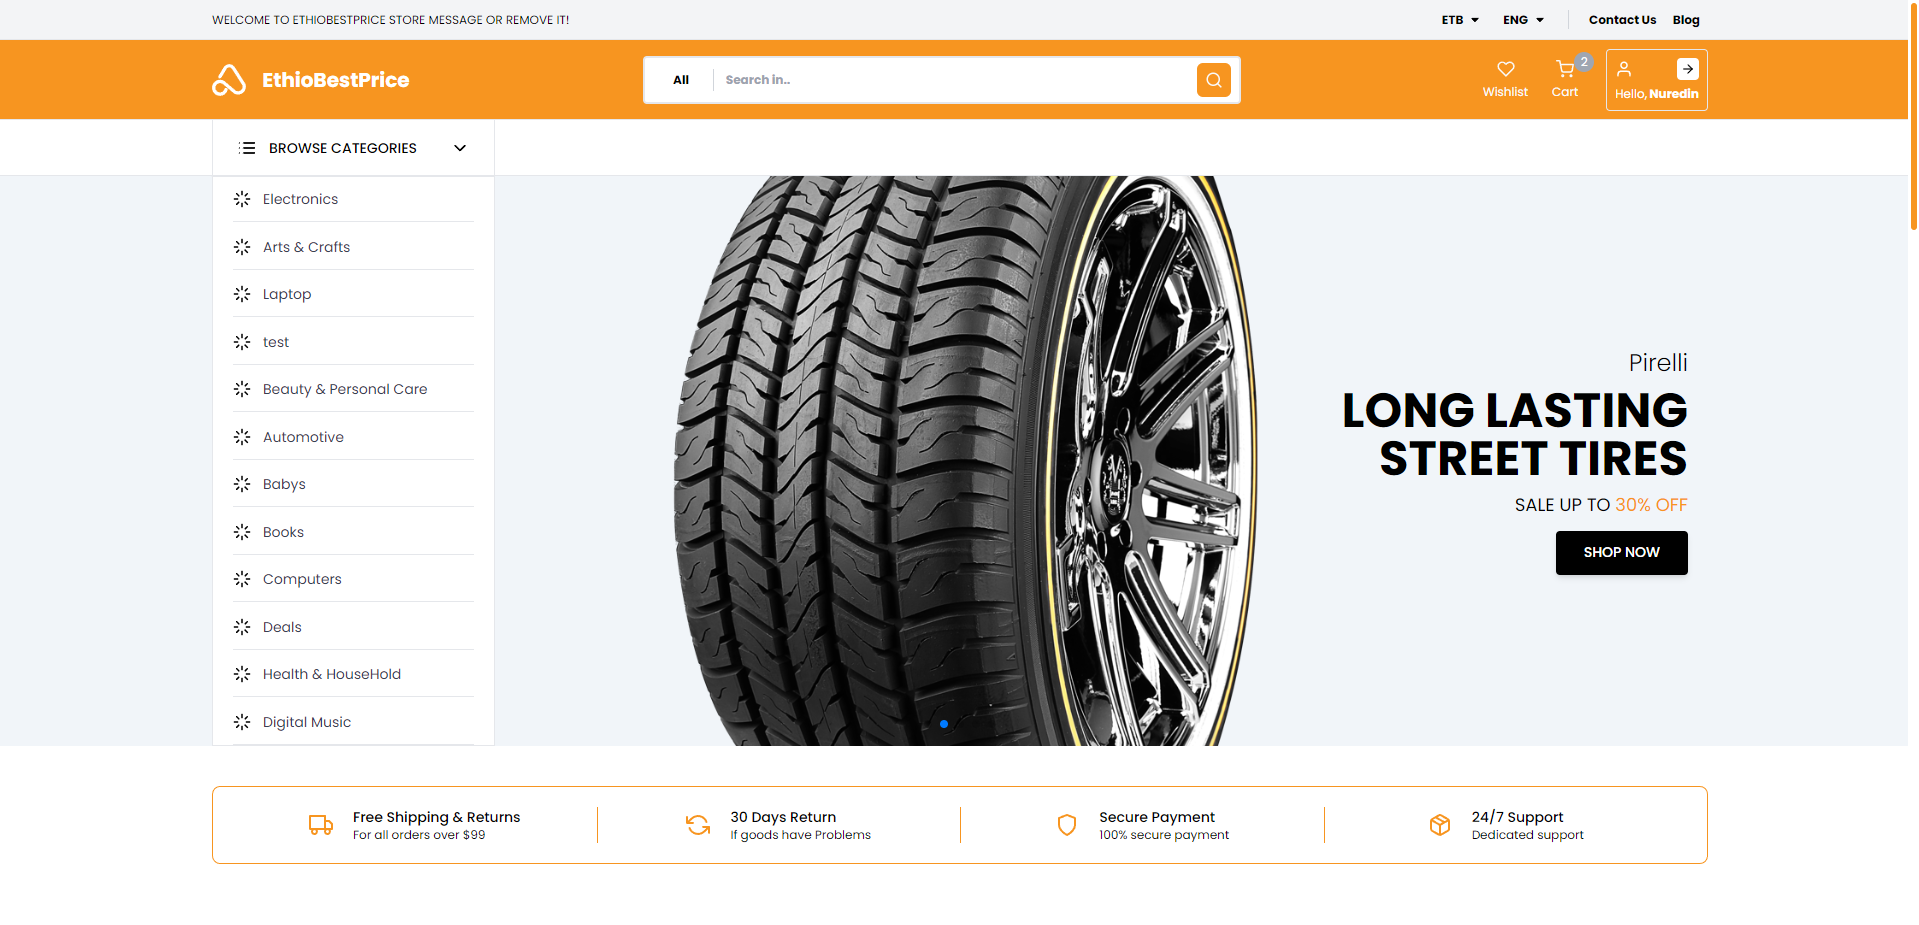 WELCOME TO ETHIOBESTPRICE STORE MESSAGE OR REMOVE IT!
ETB
ENG
Contact Us
Blog
EthioBestPrice
All
Search in..
Wishlist
2
Cart
Hello, Nuredin
BROWSE CATEGORIES
Electronics
Arts & Crafts
Laptop
test
Beauty & Personal Care
Automotive
Babys
Books
Computers
Deals
Health & HouseHold
Digital Music
Pirelli
LONG LASTING
STREET TIRES
SALE UP TO 30% OFF
SHOP NOW
Free Shipping & Returns
For all orders over $99
30 Days Return
If goods have Problems
Secure Payment
100% secure payment
24/7 Support
Dedicated support